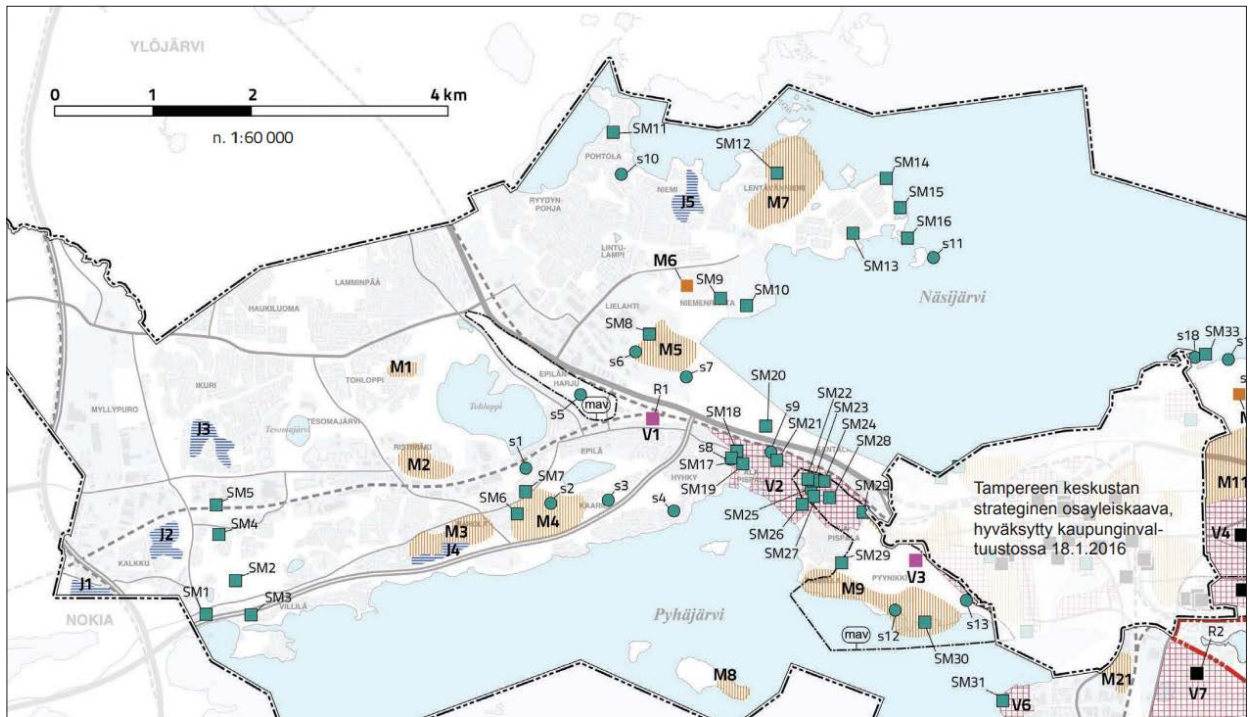 YLÖJÄRVI
0 1 2 4 km
n. 1:60 000
SM11
POHTOLA
s10
SM12
NIEMI
LENTÄVÄNNIEMI
J5
M7
SM14
SM15
SM16
s11
SM13
RYYDYN-
POHJA
LINTU-
LAMPI
M6
SM9
NIEMENRANTA
SM10
Näsijärvi
LAMMINPÄÄ
HAUKILUOMA
LIELAHTI
SM8
M5
s6
s7
s18
SM33
M1
TOHLOPPI
IKURI
MYLLYPURO
Tohloppi
EPILÄN-
HARJU
s5
mav
R1
V1
SM20
SM18
s9
SM22
SM23
SM21
SM24
SM28
J3
Tesomajärvi
TESOMAJÄRVI
RISTIMÄKI
M2
s1
EPILÄ
s8
HYHKY
SM17
SM19
V2
SM29
SM7
s2
s3
s4
SM6
M4
KAARILA
M3
J4
SM5
SM4
J2
KALKKU
SM25
SM26
SM27
PISPALA
SM29
Tampereen keskustan
strateginen osayleiskaava,
hyväksytty kaupunginval-
tuustossa 18.1.2016
M11
V4
J1
SM2
SM1
SM3
VILLILÄ
NOKIA
Pyhäjärvi
M9
PYYNIKKI
V3
s12
s13
mav
SM30
M8
SM31
V6
M21
R2
V7